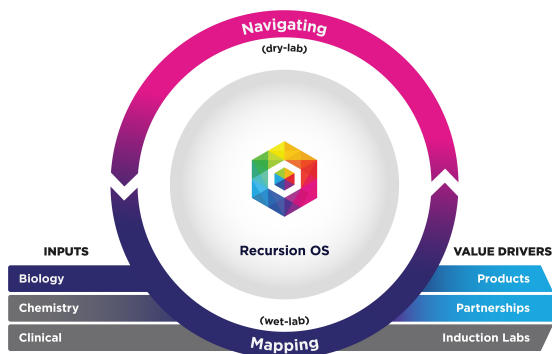 Navigating
(dry-lab)
Recursion OS
INPUTS
Biology
Chemistry
Clinical
VALUE DRIVERS
Products
Partnerships
Induction Labs
(wet-lab)
Mapping